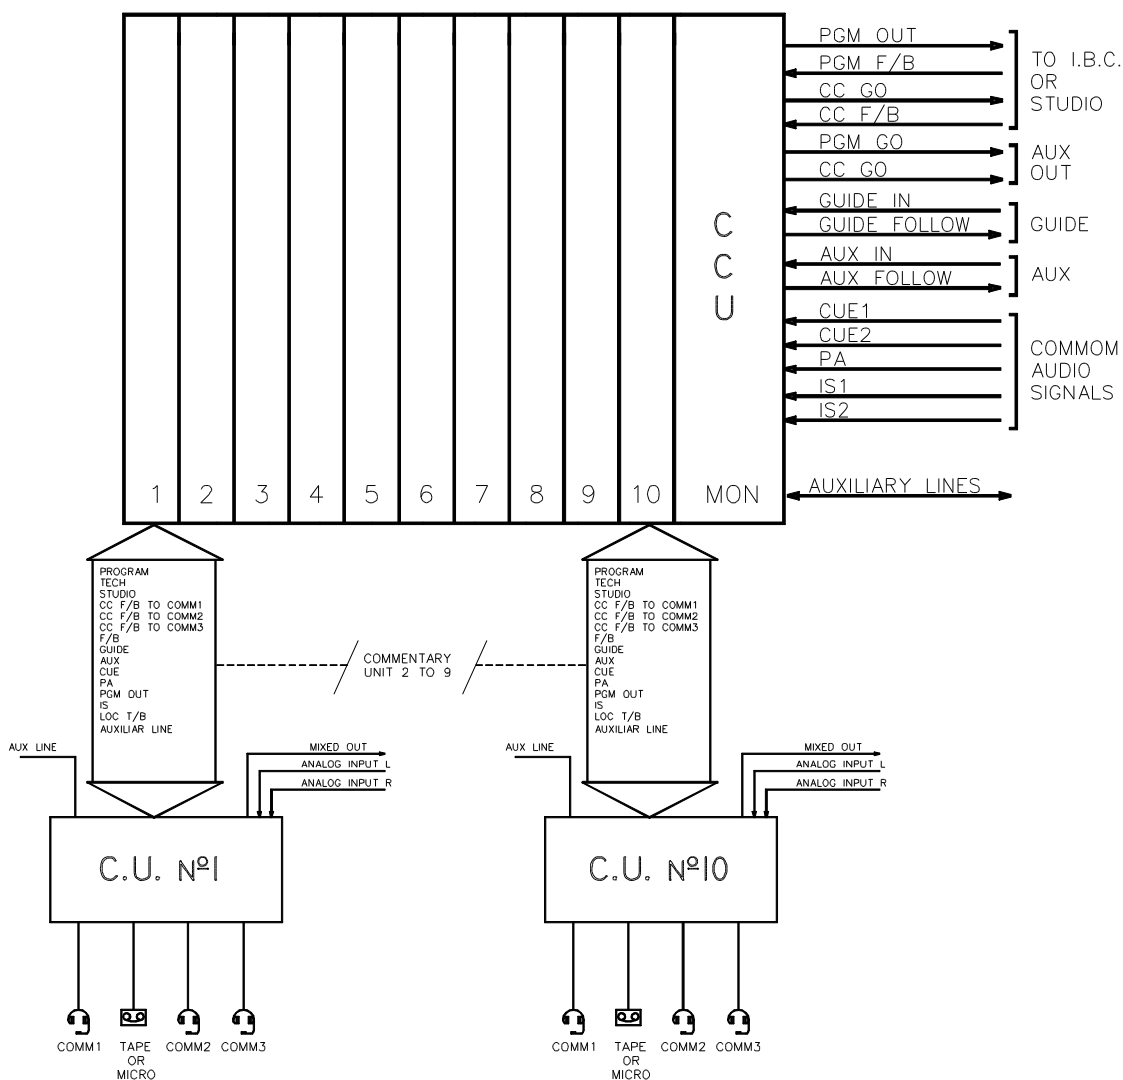 PGM OUT
PGM F/B
CC GO
CC F/B
TO I.B.C.
OR
STUDIO
PGM GO
CC GO
AUX
OUT
GUIDE IN
GUIDE FOLLOW
GUIDE
AUX IN
AUX FOLLOW
AUX
CUE1
CUE2
PA
IS1
IS2
COMMOM
AUDIO
SIGNALS
C
C
U
1 2 3 4 5 6 7 8 9 10 MON
AUXILIARY LINES
PROGRAM
TECH
STUDIO
CC F/B TO COMM1
CC F/B TO COMM2
CC F/B TO COMM3
F/B
GUIDE
AUX
CUE
PA
PGM OUT
IS
LOC T/B
AUXILIAR LINE
COMMENTARY
UNIT 2 TO 9
PROGRAM
TECH
STUDIO
CC F/B TO COMM1
CC F/B TO COMM2
CC F/B TO COMM3
F/B
GUIDE
AUX
CUE
PA
PGM OUT
IS
LOC T/B
AUXILIAR LINE
AUX LINE
MIXED OUT
ANALOG INPUT L
ANALOG INPUT R
C.U. Nº1
COMM1
TAPE
OR
MICRO
COMM2
COMM3
AUX LINE
MIXED OUT
ANALOG INPUT L
ANALOG INPUT R
C.U. Nº10
COMM1
TAPE
OR
MICRO
COMM2
COMM3